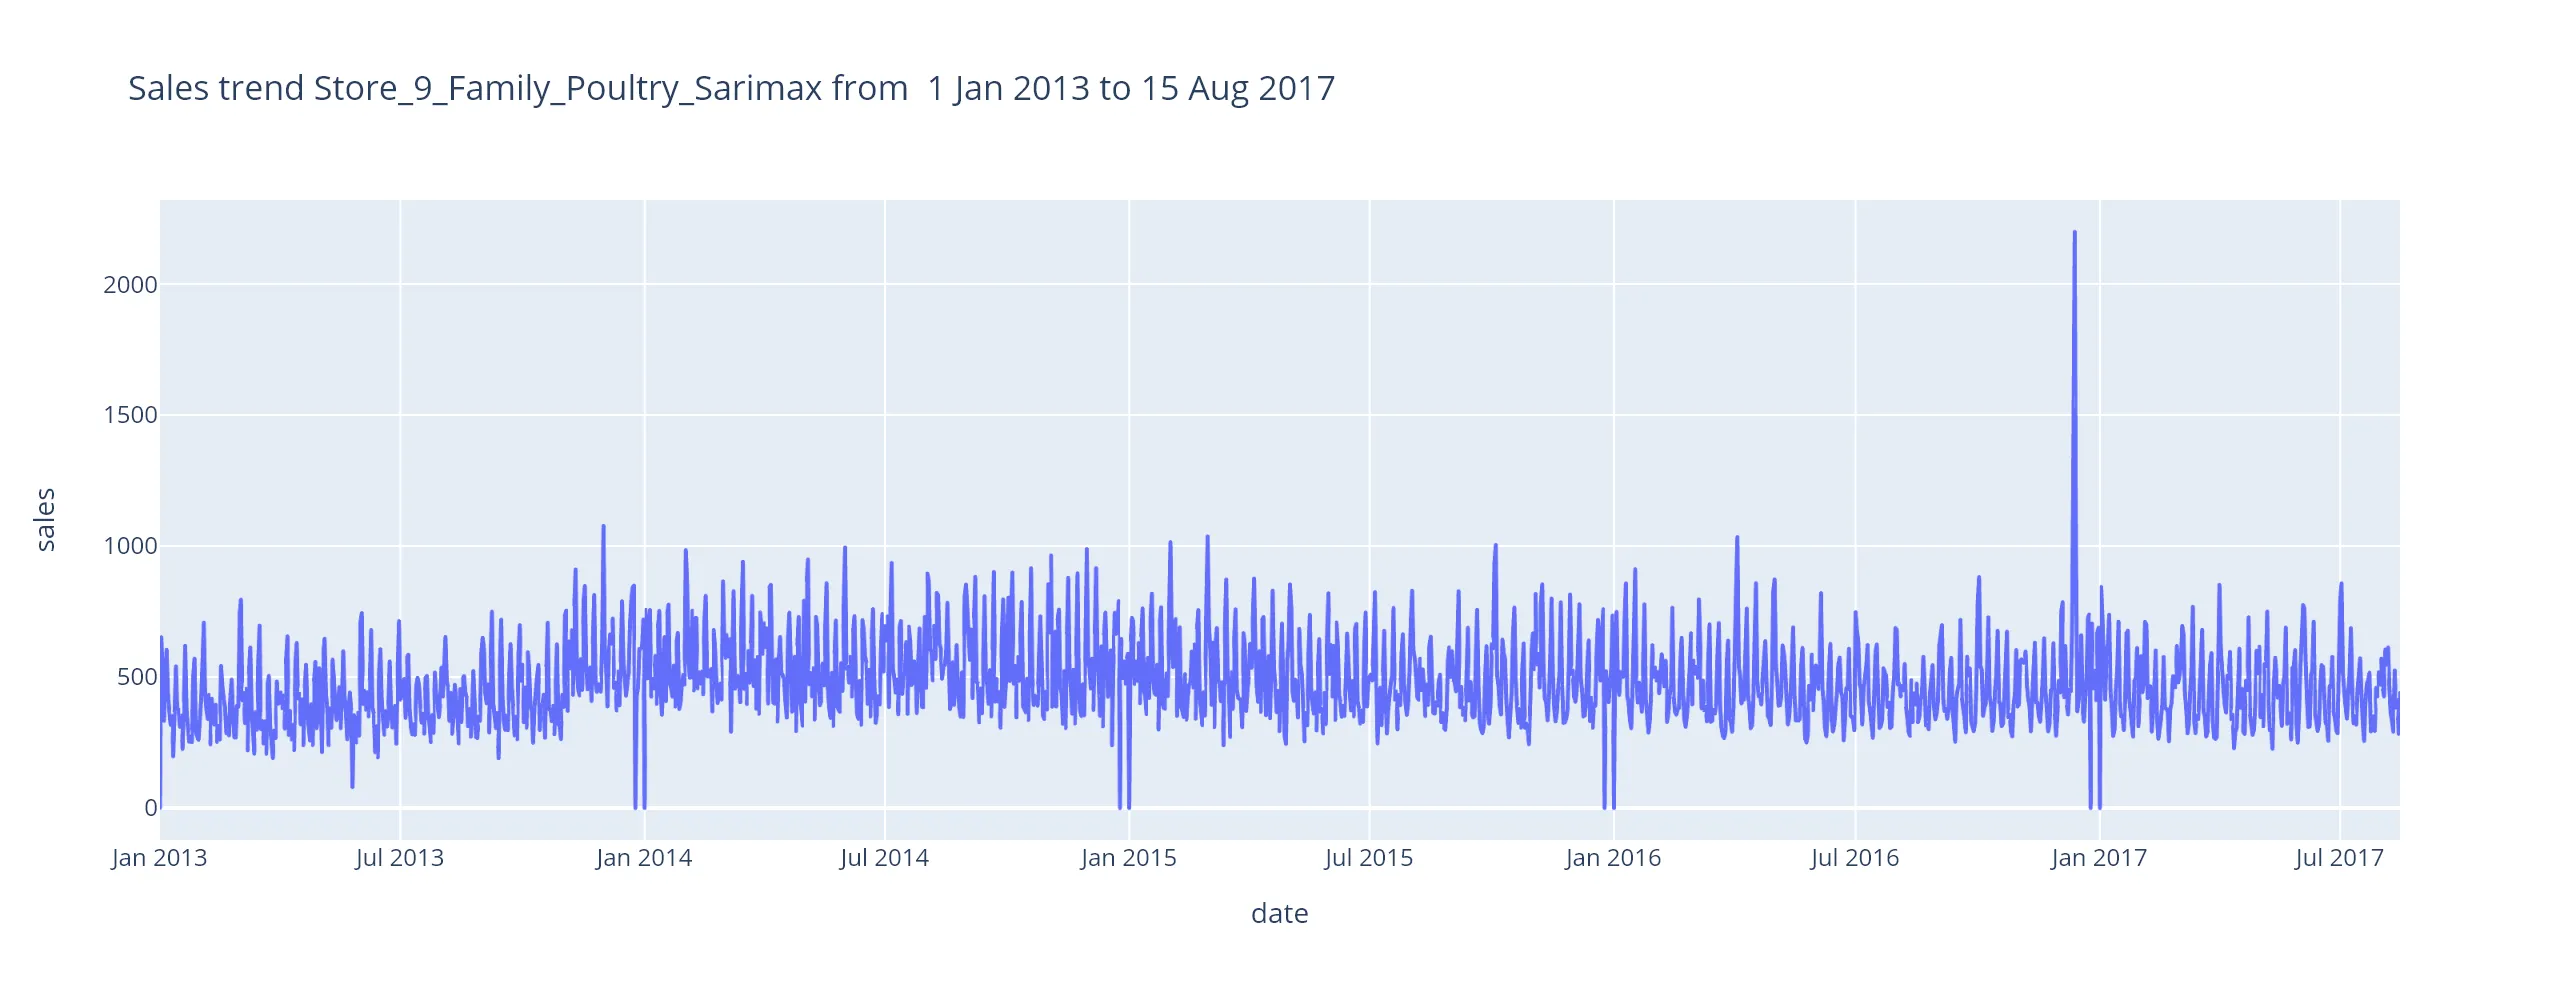 Sales trend Store_9_Family_Poultry_Sarimax from  1 Jan 2013 to 15 Aug 2017
2000
1500
1000
500
0
sales
Jan 2013
Jul 2013
Jan 2014
Jul 2014
Jan 2015
Jul 2015
Jan 2016
Jul 2016
Jan 2017
Jul 2017
date